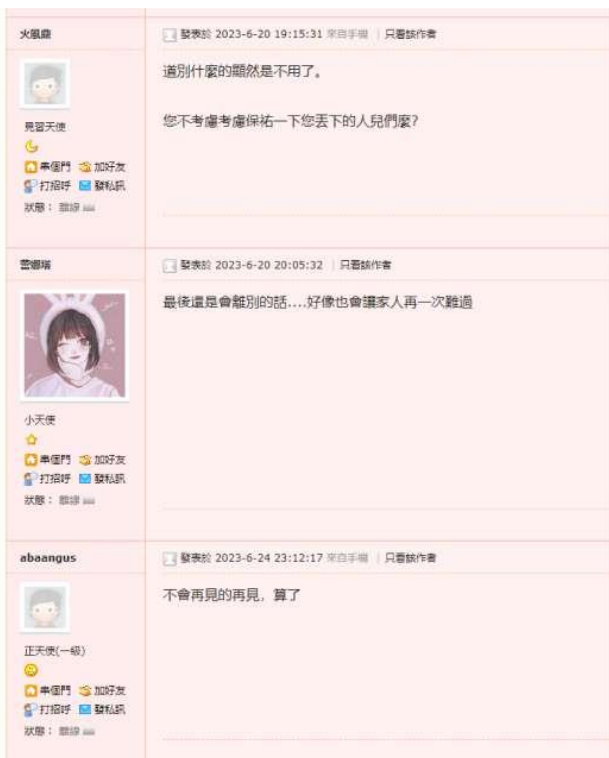 火凰靡
發表於 2023-6-20 19:15:31 來自手機 | 只看該作者
道別什麼的顯然是不用了。
您不考慮考慮保祐一下您丟下的人兒們麼?
見習天使
串個門 加好友
打招呼 發私訊
狀態: 離線
發表於 2023-6-20 20:05:32 | 只看該作者
最後還是會離別的話....好像也會讓家人再一次難過
小天使
串個門 加好友
打招呼 發私訊
狀態: 離線
abaangus
發表於 2023-6-24 23:12:17 來自手機 | 只看該作者
不會再見的再見, 算了
正天使(一級)
串個門 加好友
打招呼 發私訊
狀態: 離線